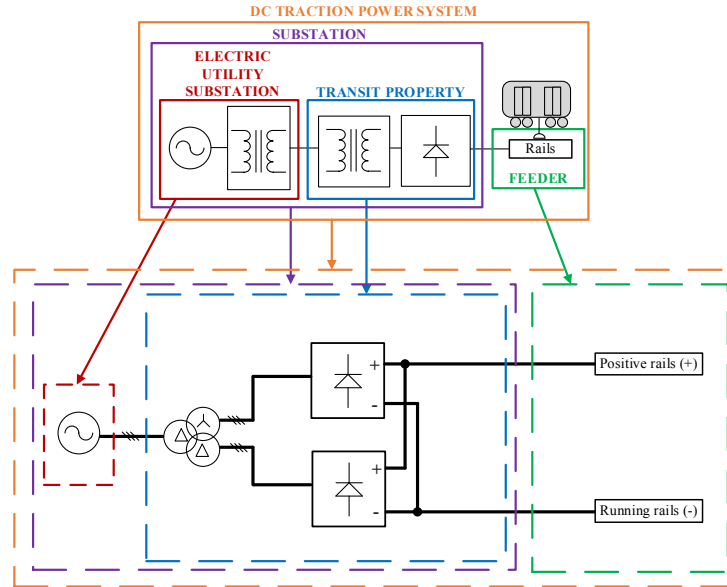 DC TRACTION POWER SYSTEM
SUBSTATION
ELECTRIC
UTILITY
SUBSTATION
TRANSIT PROPERTY
Rails
FEEDER
+
-
Positive rails (+)
+
-
Running rails (-)